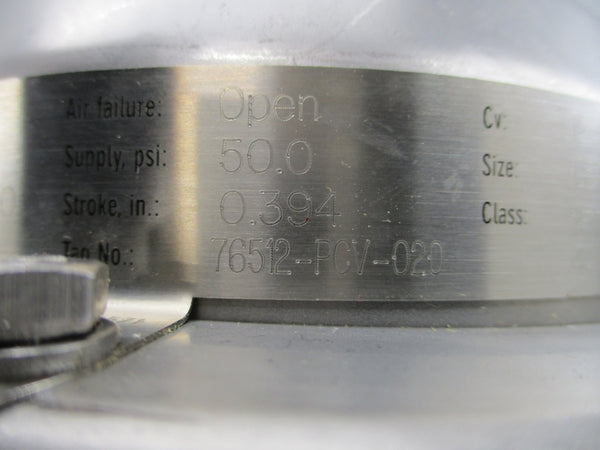 Air failure: Open Cv:
Supply, psi: 50.0 Size:
Stroke, in.: 0.394 Class:
Tag No.: 76512-PCV-020